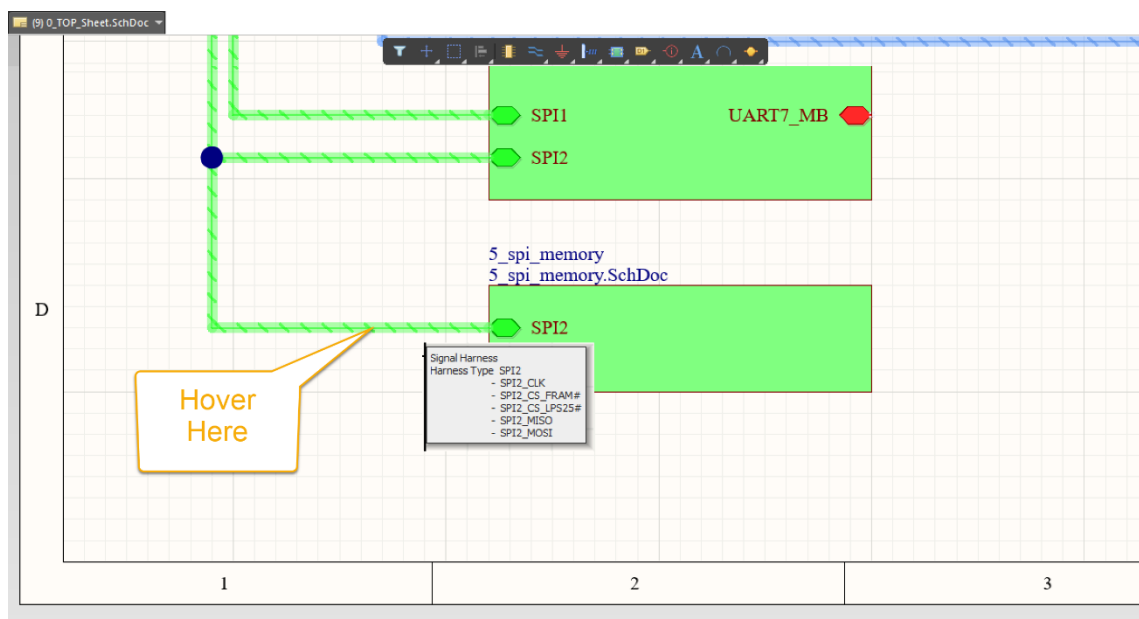 (9) 0_TOP_Sheet.SchDoc
A
SPI1
UART7_MB
SPI2
5_spi_memory
5_spi_memory.SchDoc
D
SPI2
Signal Harness
Harness Type SPI2
- SPI2_CLK
- SPI2_CS_FRAM#
- SPI2_CS_LPS25#
- SPI2_MISO
- SPI2_MOSI
Hover
Here
1
2
3